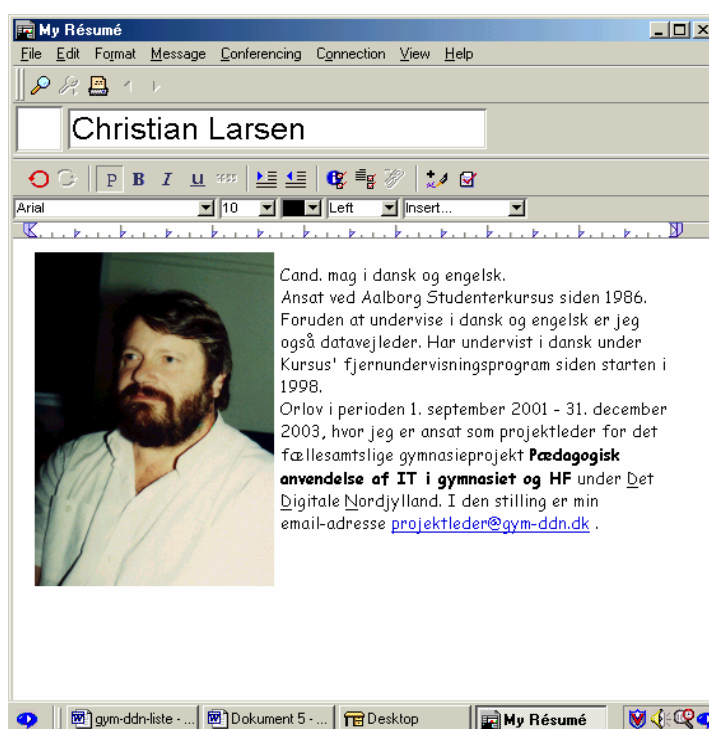 My Résumé
File Edit Format Message Conferencing Connection View Help
Christian Larsen
P B I U
Arial 10 Left Insert...
Cand. mag i dansk og engelsk.
Ansat ved Aalborg Studenterkursus siden 1986.
Foruden at undervise i dansk og engelsk er jeg
også datavejleder. Har undervist i dansk under
Kursus' fjernundervisningsprogram siden starten i
1998.
Orlov i perioden 1. september 2001 - 31. december
2003, hvor jeg er ansat som projektleder for det
fællesamtslige gymnasieprojekt Pædagogisk
anvendelse af IT i gymnasiet og HF under Det
Digitale Nordjylland. I den stilling er min
email-adresse projektleder@gym-ddn.dk .
gym-ddn-liste - ... Dokument 5 - ... Desktop My Résumé